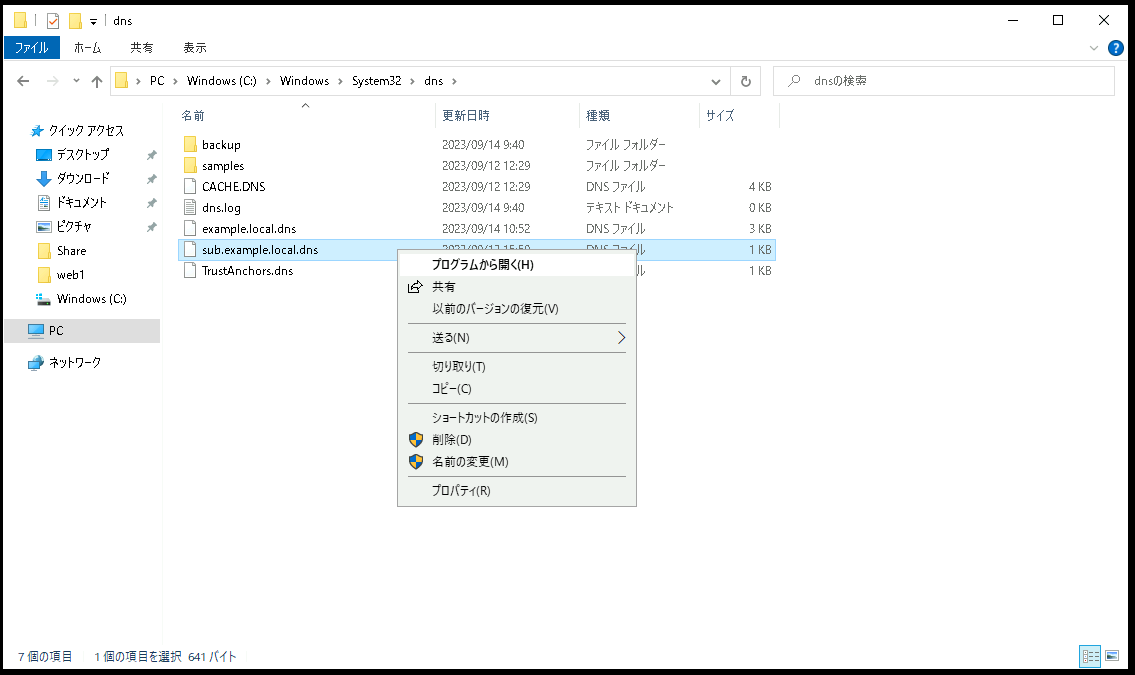 dns
ファイル ホーム 共有 表示
PC Windows (C:) Windows System32 dns dnsの検索
名前 更新日時 種類 サイズ
クイック アクセス
デスクトップ
ダウンロード
ドキュメント
ピクチャ
Share
web1
Windows (C:)
PC
ネットワーク
backup 2023/09/14 9:40 ファイル フォルダー
samples 2023/09/12 12:29 ファイル フォルダー
CACHE.DNS 2023/09/12 12:29 DNS ファイル 4 KB
dns.log 2023/09/14 9:40 テキスト ドキュメント 0 KB
example.local.dns 2023/09/14 10:52 DNS ファイル 3 KB
sub.example.local.dns DNS ファイル 1 KB
TrustAnchors.dns ル 1 KB
プログラムから開く(H)
共有
以前のバージョンの復元(V)
送る(N)
切り取り(T)
コピー(C)
ショートカットの作成(S)
削除(D)
名前の変更(M)
プロパティ(R)
7 個の項目 1 個の項目を選択 641 バイト